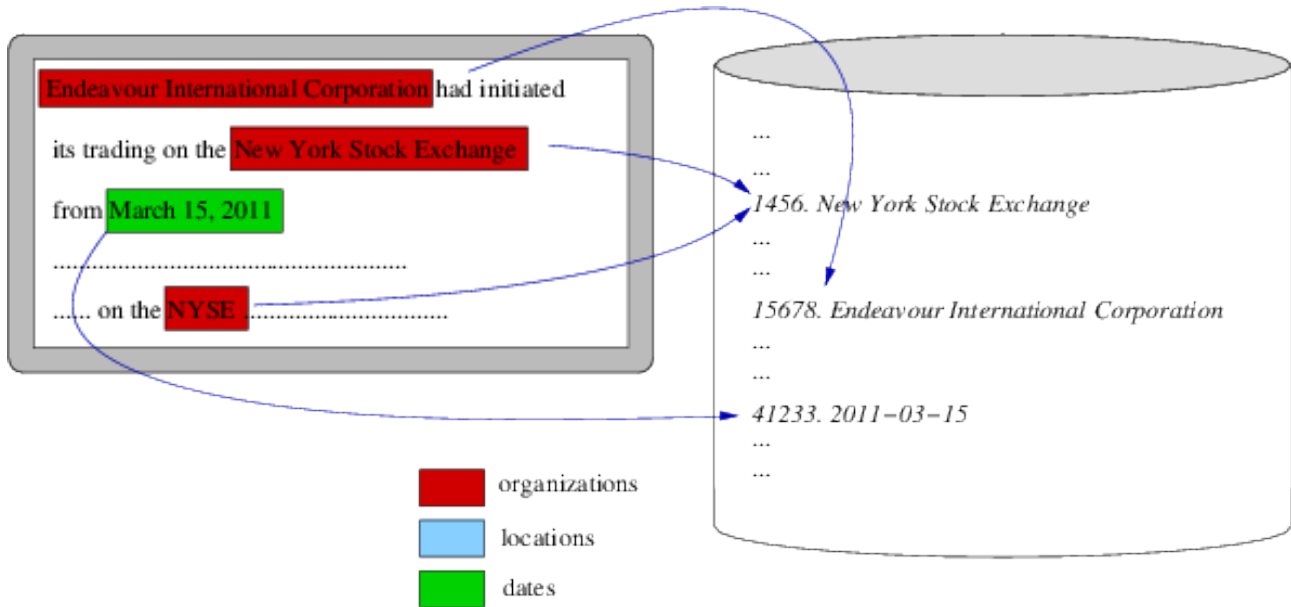 Endeavour International Corporation had initiated
its trading on the New York Stock Exchange
from March 15, 2011
......................................................
...... on the NYSE ...............................
...
...
1456. New York Stock Exchange
...
...
15678. Endeavour International Corporation
...
...
41233. 2011−03−15
...
...
organizations
locations
dates